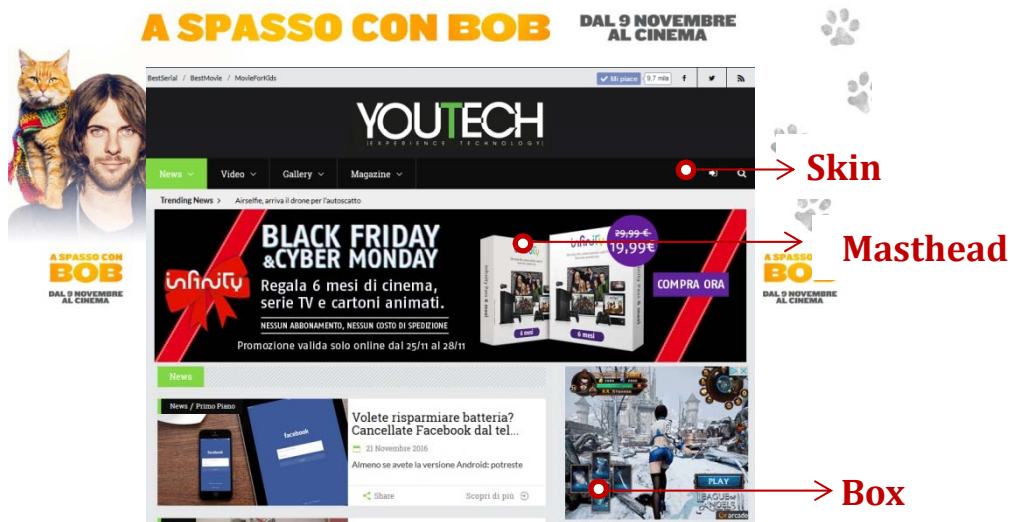 A SPASSO CON BOB
DAL 9 NOVEMBRE
AL CINEMA
BestSerial / BestMovie / MovieForKids
Mi piace 9,7 mila
YOUTECH
|EXPERIENCE TECHNOLOGY|
News Video Gallery Magazine
Skin
Trending News > Airselfie, arriva il drone per l'autoscatto
Masthead
A SPASSO CON
BOB
DAL 9 NOVEMBRE
AL CINEMA
infinity
BLACK FRIDAY
&CYBER MONDAY
Regala 6 mesi di cinema,
serie TV e cartoni animati.
NESSUN ABBONAMENTO, NESSUN COSTO DI SPEDIZIONE
Promozione valida solo online dal 25/11 al 28/11
infinity
6 mesi
6 mesi
29,99 €
19,99€
COMPRA ORA
A SPASSO
BO
DAL 9 NOVEMBRE
AL CINEMA
News
News / Primo Piano
facebook
facebook
Volete risparmiare batteria?
Cancellate Facebook dal tel...
21 Novembre 2016
Almeno se avete la versione Android: potreste
Share Scopri di più
PLAY
LEAGUE OF
ANGELS
arcade
Box